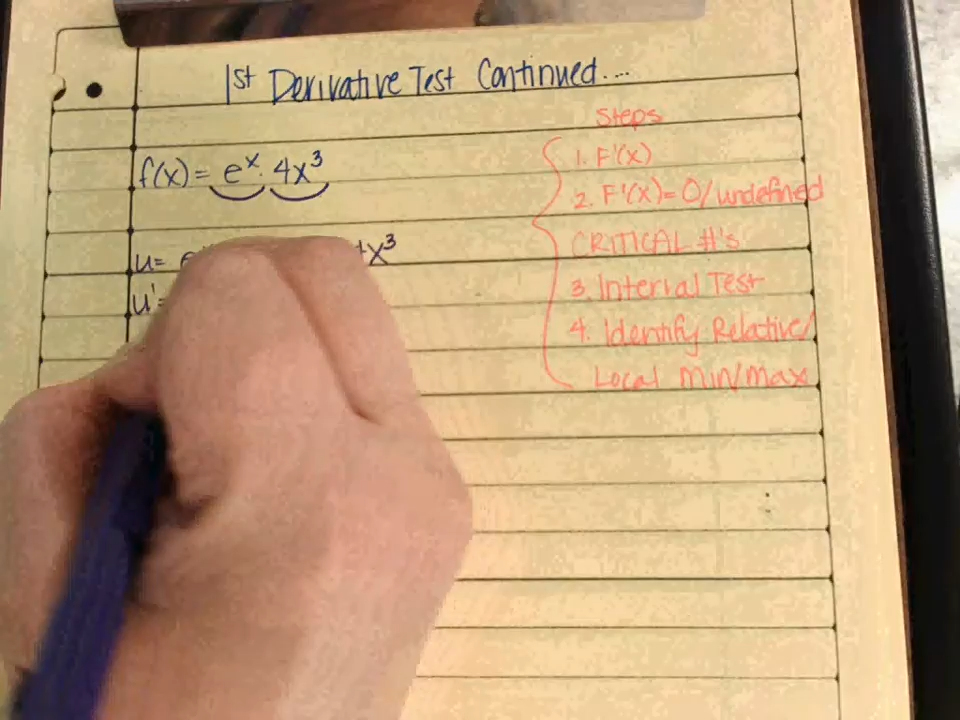 1st Derivative Test Continued....
f(x) = eˣ · 4x³
u= e
4x³
u'=
Steps
1. F'(x)
2. F'(x)=0/undefined
CRITICAL #'s
3. Interval Test
4. Identify Relative/
Local Min/Max